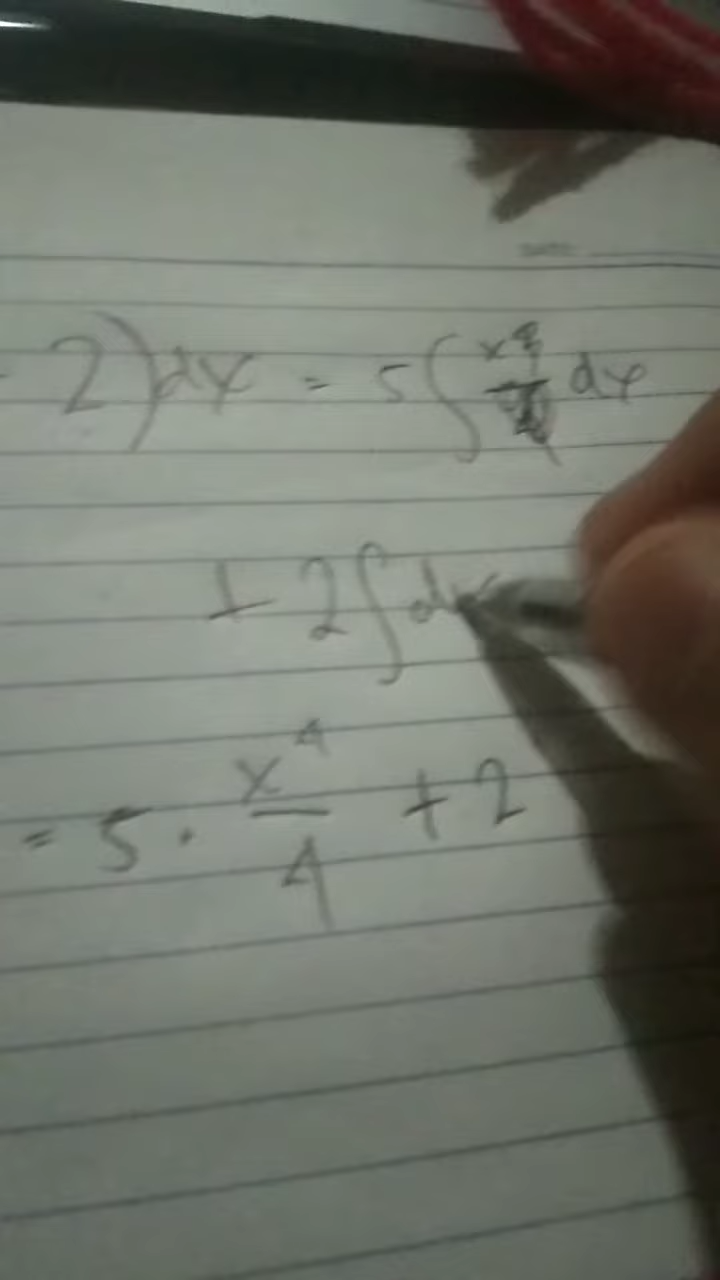 - 2)dx = 5∫ x³ dx
+ 2∫dx
= 5 · x⁴/4 + 2